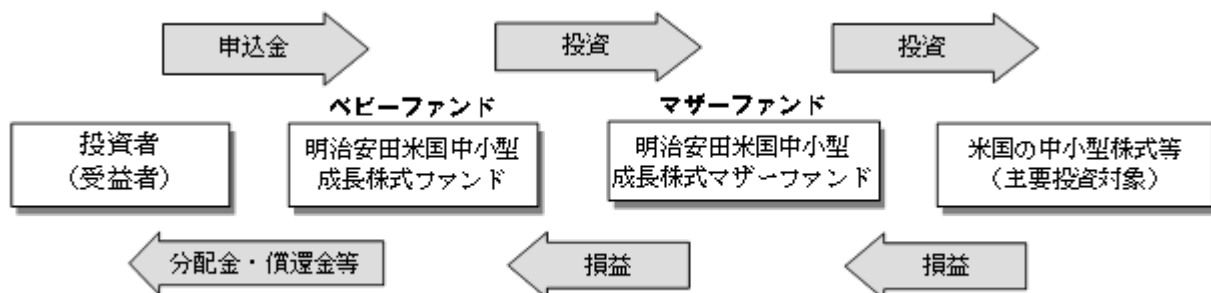 申込金
投資
投資
ベビーファンド
マザーファンド
投資者
（受益者）
明治安田米国中小型
成長株式ファンド
明治安田米国中小型
成長株式マザーファンド
米国の中小型株式等
（主要投資対象）
分配金・償還金等
損益
損益